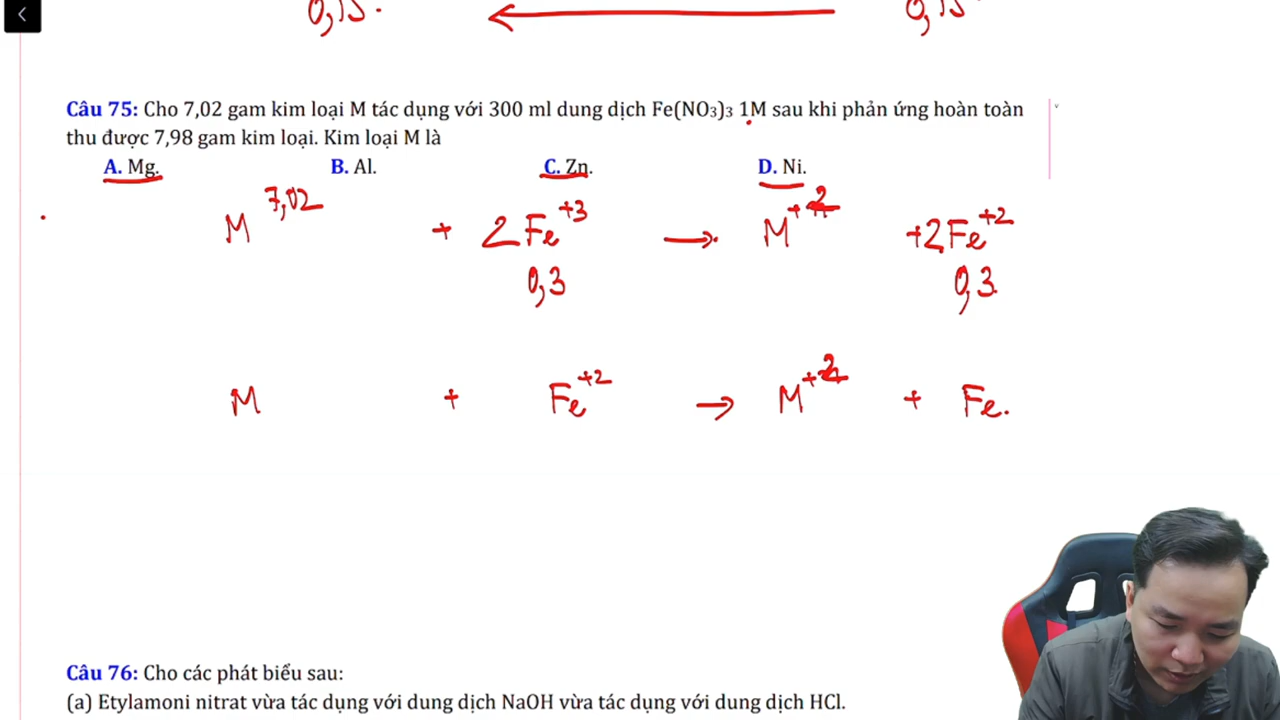 0,15. 0,15
Câu 75: Cho 7,02 gam kim loại M tác dụng với 300 ml dung dịch Fe(NO₃)₃ 1M sau khi phản ứng hoàn toàn
thu được 7,98 gam kim loại. Kim loại M là
A. Mg. B. Al. C. Zn. D. Ni.
M 7,02 + 2Fe+3 → M+2 +2Fe+2
0,3 0,3
M + Fe+2 → M+2 + Fe.
Câu 76: Cho các phát biểu sau:
(a) Etylamoni nitrat vừa tác dụng với dung dịch NaOH vừa tác dụng với dung dịch HCl.